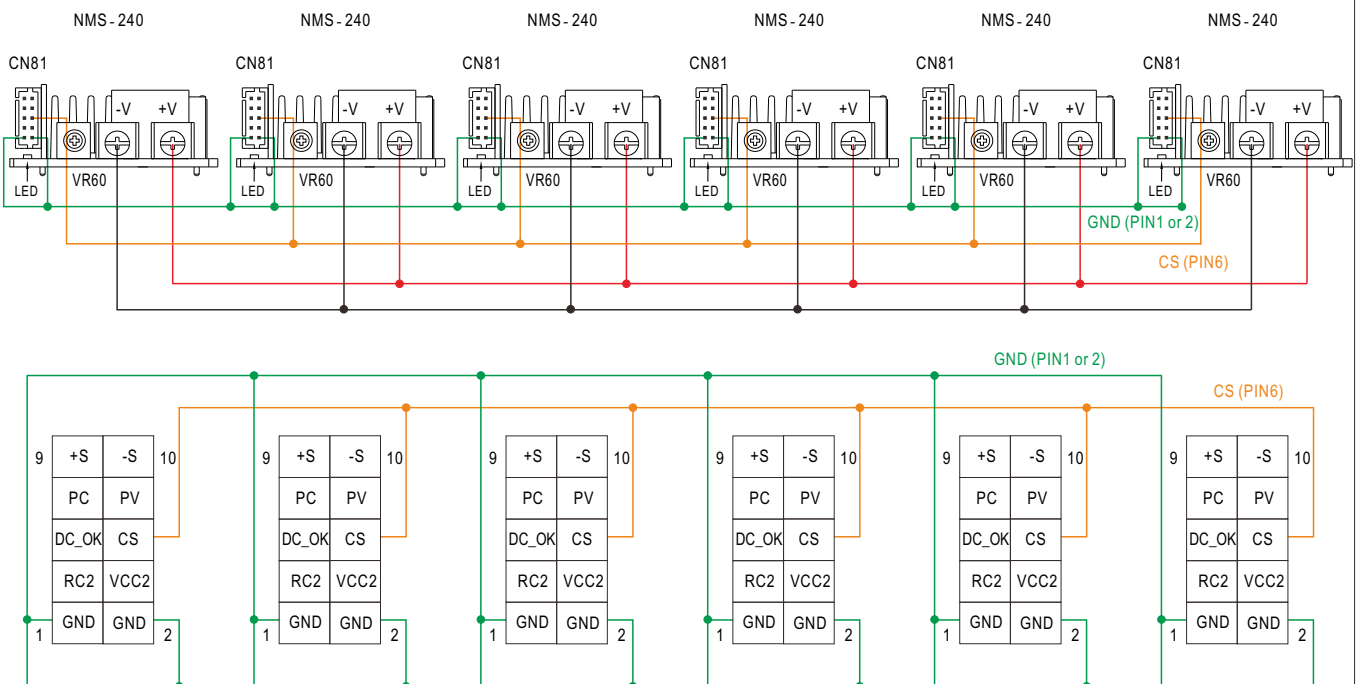 NMS-240 NMS-240 NMS-240 NMS-240 NMS-240 NMS-240
CN81 CN81 CN81 CN81 CN81 CN81
-V +V -V +V -V +V -V +V -V +V -V +V
VR60 VR60 VR60 VR60 VR60 VR60
LED LED LED LED LED LED
GND (PIN1 or 2)
CS (PIN6)
GND (PIN1 or 2)
CS (PIN6)
9 +S -S 10 9 +S -S 10 9 +S -S 10 9 +S -S 10 9 +S -S 10 9 +S -S 10
PC PV PC PV PC PV PC PV PC PV PC PV
DC_OK CS DC_OK CS DC_OK CS DC_OK CS DC_OK CS DC_OK CS
RC2 VCC2 RC2 VCC2 RC2 VCC2 RC2 VCC2 RC2 VCC2 RC2 VCC2
1 GND GND 2 1 GND GND 2 1 GND GND 2 1 GND GND 2 1 GND GND 2 1 GND GND 2